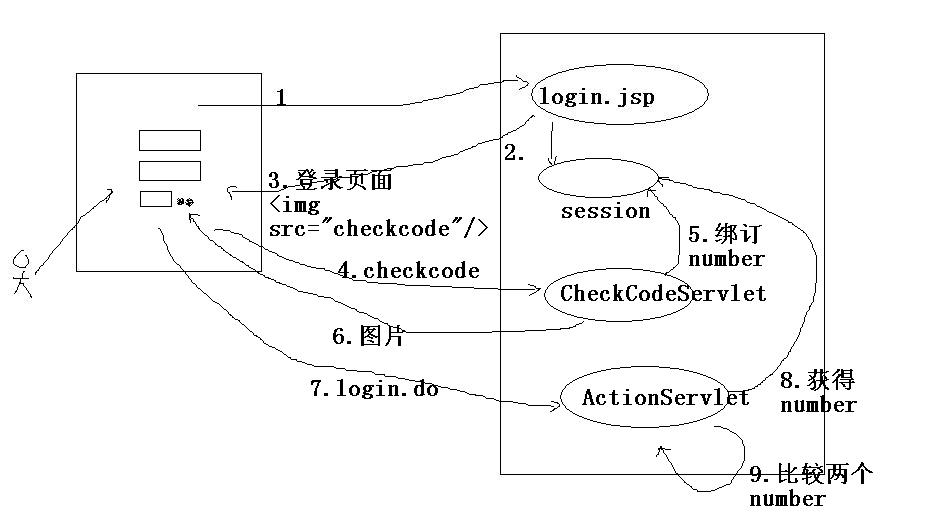 1
login.jsp
2.
3.登录页面
<img
src="checkcode"/>
session
5.绑订
number
4.checkcode
CheckCodeServlet
6.图片
7.login.do
ActionServlet
8.获得
number
9.比较两个
number